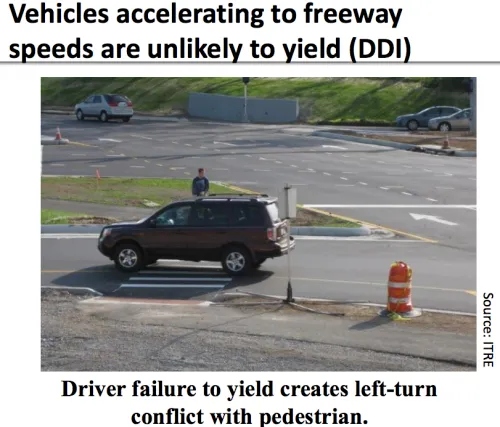 Vehicles accelerating to freeway
speeds are unlikely to yield (DDI)
Source: ITRE
Driver failure to yield creates left-turn
conflict with pedestrian.